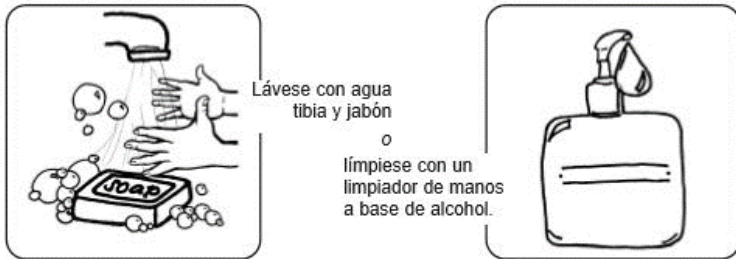 Lávese con agua
tibia y jabón
o
límpiese con un
limpiador de manos
a base de alcohol.
soap